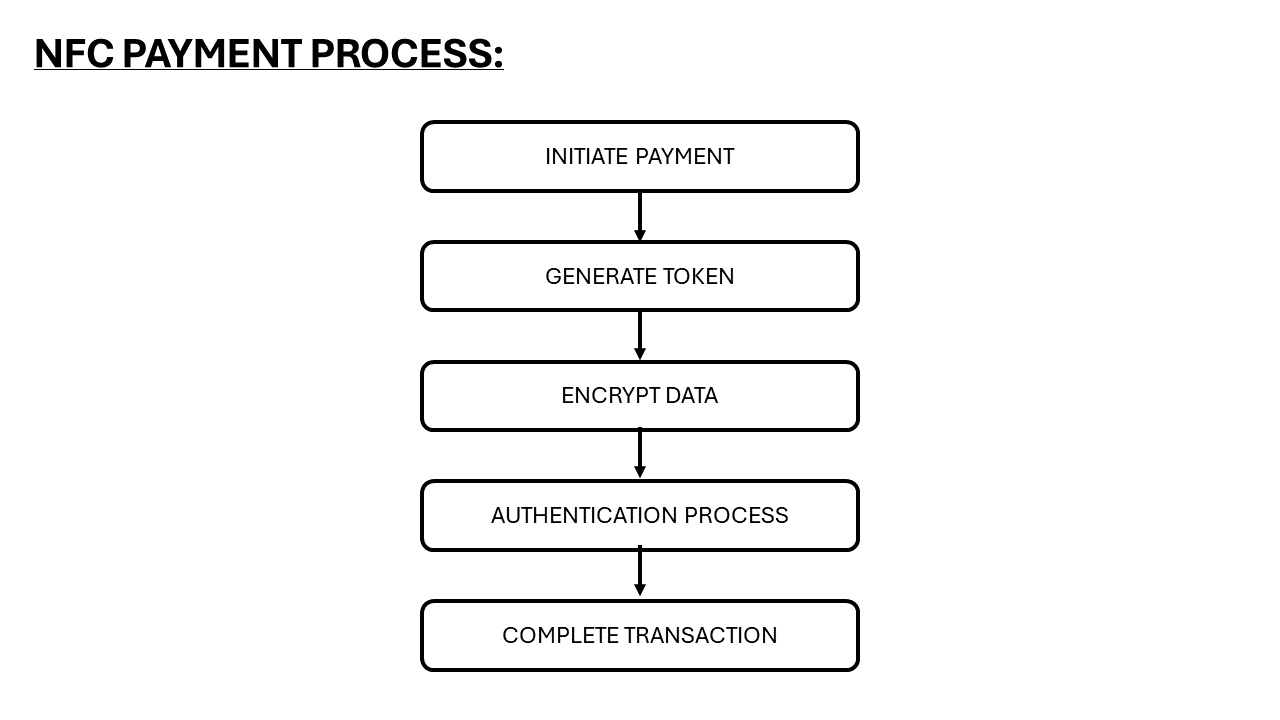 NFC PAYMENT PROCESS:
INITIATE PAYMENT
GENERATE TOKEN
ENCRYPT DATA
AUTHENTICATION PROCESS
COMPLETE TRANSACTION